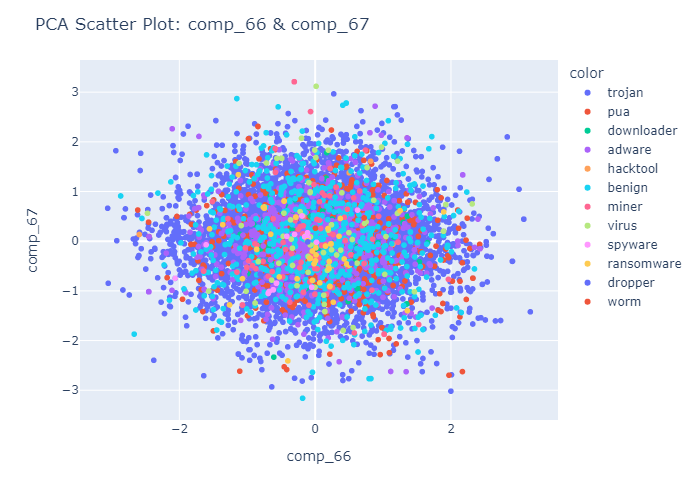 PCA Scatter Plot: comp_66 & comp_67
color
trojan
pua
downloader
adware
hacktool
benign
miner
virus
spyware
ransomware
dropper
worm
3
2
1
0
−1
−2
−3
comp_67
−2
0
2
comp_66